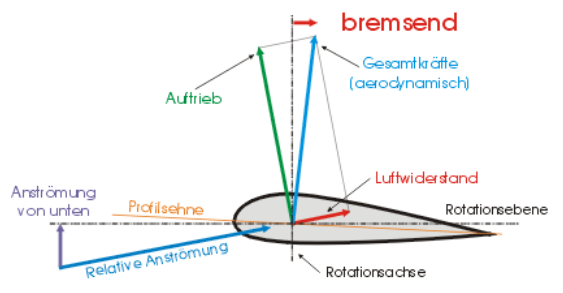 bremsend
Gesamtkräfte
(aerodynamisch)
Auftrieb
Luftwiderstand
Anströmung
von unten
Profilsehne
Rotationsebene
Relative Anströmung
Rotationsachse